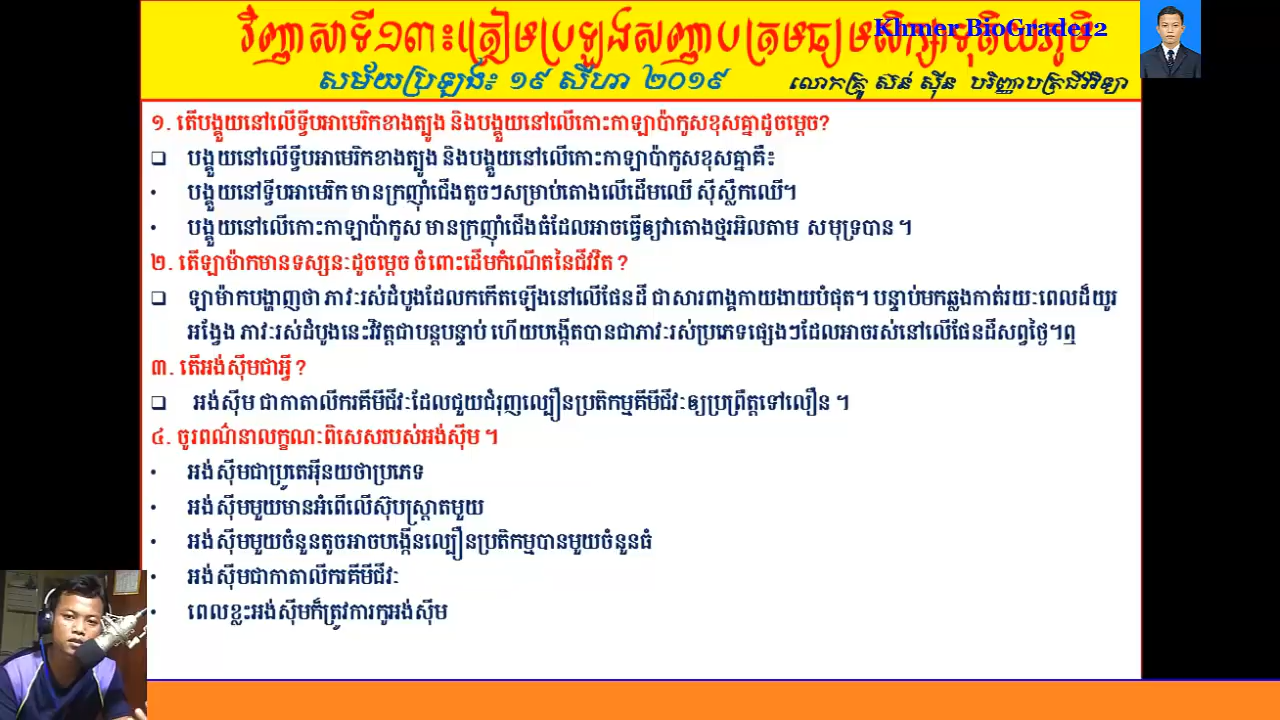 វិញ្ញាសាទី១៣៖ត្រៀមប្រឡងសញ្ញាបត្រមធ្យមសិក្សាទុតិយភូមិ
Khmer BioGrade12
សម័យប្រឡង៖ ១៩ សីហា ២០១៩
លោកគ្រូ ស៊ន់ ស៊ីន បរិញ្ញាបត្រជីវវិទ្យា
១. តើបង្គួយនៅលើទ្វីបអាមេរិកខាងត្បូង និងបង្គួយនៅលើកោះកាឡាប៉ាកូសខុសគ្នាដូចម្ដេច?
❑ បង្គួយនៅលើទ្វីបអាមេរិកខាងត្បូង និងបង្គួយនៅលើកោះកាឡាប៉ាកូសខុសគ្នាគឺ៖
• បង្គួយនៅទ្វីបអាមេរិក មានក្រញ៉ាំជើងតូចៗសម្រាប់តោងលើដើមឈើ ស៊ីស្លឹកឈើ។
• បង្គួយនៅលើកោះកាឡាប៉ាកូស មានក្រញ៉ាំជើងធំដែលអាចធ្វើឲ្យវាតោងថ្មរអិលតាម សមុទ្របាន ។
២. តើឡាម៉ាកមានទស្សនៈដូចម្ដេច ចំពោះដើមកំណើតនៃជីវិត ?
❑ ឡាម៉ាកបង្ហាញថា ភាវៈរស់ដំបូងដែលកកើតឡើងនៅលើផែនដី ជាសារពាង្គកាយងាយបំផុត។ បន្ទាប់មកឆ្លងកាត់រយៈពេលដ៏យូរ
អង្វែង ភាវៈរស់ដំបូងនេះវិវត្តជាបន្តបន្ទាប់ ហើយបង្កើតបានជាភាវៈរស់ប្រភេទផ្សេងៗដែលអាចរស់នៅលើផែនដីសព្វថ្ងៃ។ឮ
៣. តើអង់ស៊ីមជាអ្វី ?
❑ អង់ស៊ីម ជាកាតាលីករគីមីជីវៈដែលជួយជំរុញល្បឿនប្រតិកម្មគីមីជីវៈឲ្យប្រព្រឹត្តទៅលឿន ។
៤. ចូរពណ៌នាលក្ខណៈពិសេសរបស់អង់ស៊ីម ។
• អង់ស៊ីមជាប្រូតេអ៊ីនយថាប្រភេទ
• អង់ស៊ីមមួយមានអំពើលើស៊ុបស្ត្រាតមួយ
• អង់ស៊ីមមួយចំនួនតូចអាចបង្កើនល្បឿនប្រតិកម្មបានមួយចំនួនធំ
• អង់ស៊ីមជាកាតាលីករគីមីជីវៈ
• ពេលខ្លះអង់ស៊ីមក៏ត្រូវការកូអង់ស៊ីម